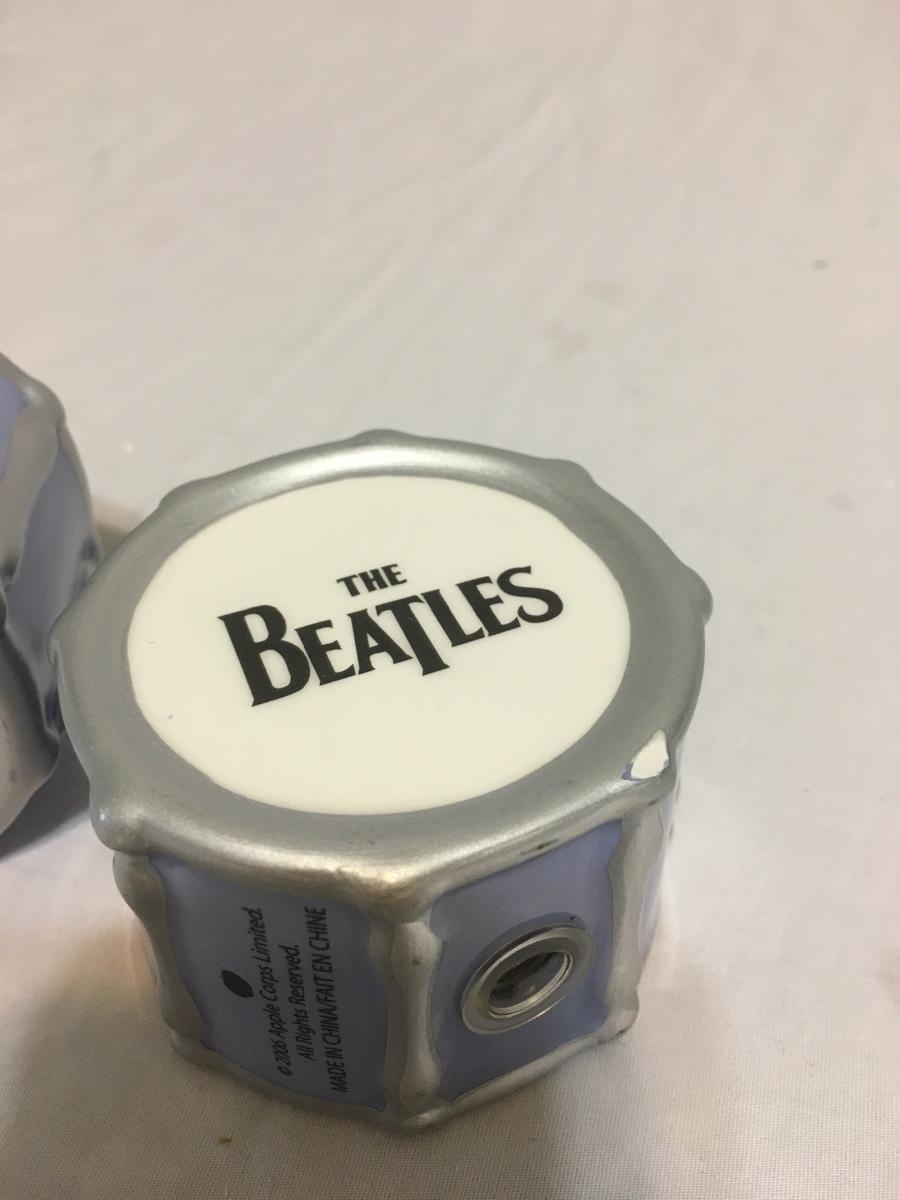 THE
BEATLES
© 2006 Apple Corps Limited.
All Rights Reserved.
MADE IN CHINA/FAIT EN CHINE